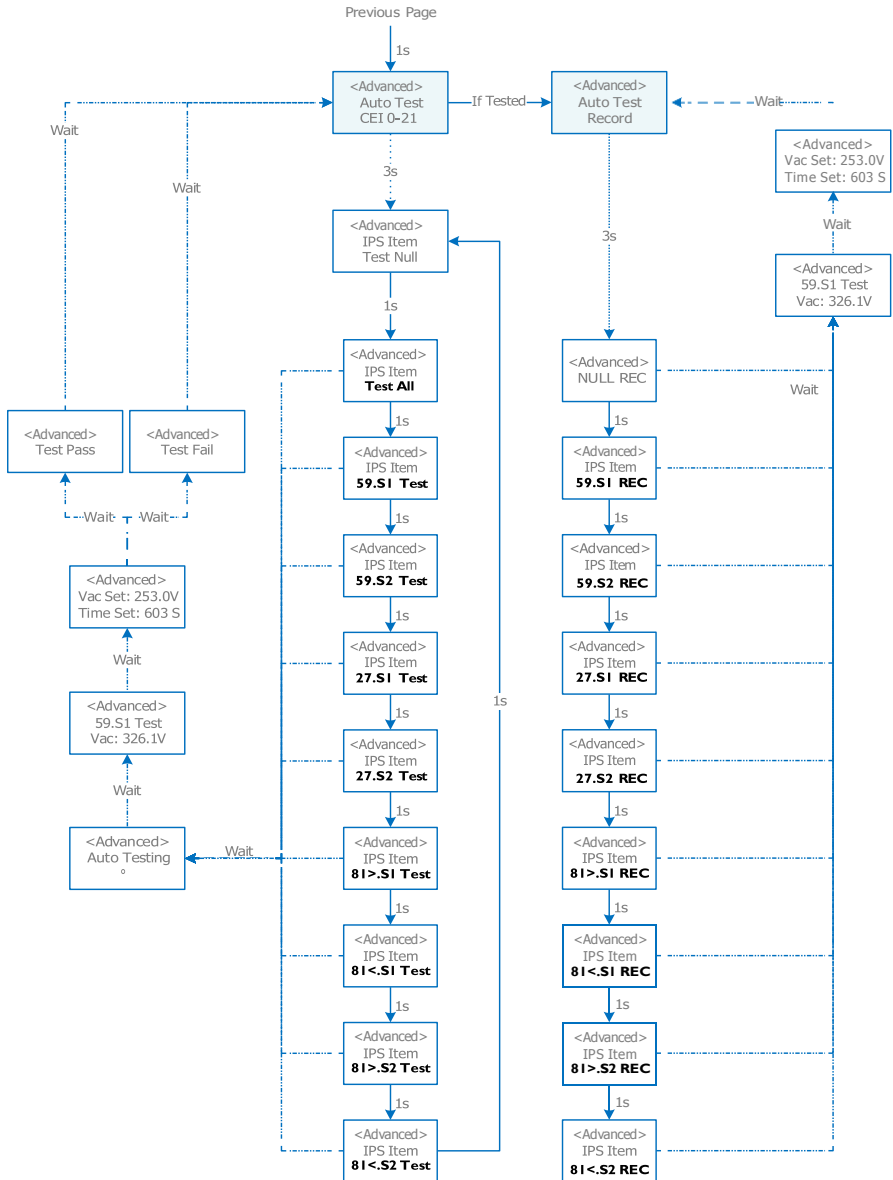 Previous Page
1s
<Advanced>
Auto Test
CEI 0-21
If Tested
<Advanced>
Auto Test
Record
Wait
Wait
Wait
3s
3s
<Advanced>
Vac Set: 253.0V
Time Set: 603 S
Wait
<Advanced>
59.S1 Test
Vac: 326.1V
Wait
<Advanced>
IPS Item
Test Null
1s
<Advanced>
IPS Item
Test All
1s
<Advanced>
IPS Item
59.S1 Test
1s
<Advanced>
IPS Item
59.S2 Test
1s
<Advanced>
IPS Item
27.S1 Test
1s
<Advanced>
IPS Item
27.S2 Test
1s
<Advanced>
IPS Item
81>.S1 Test
1s
<Advanced>
IPS Item
81<.S1 Test
1s
<Advanced>
IPS Item
81>.S2 Test
1s
<Advanced>
IPS Item
81<.S2 Test
1s
<Advanced>
NULL REC
1s
<Advanced>
IPS Item
59.S1 REC
1s
<Advanced>
IPS Item
59.S2 REC
1s
<Advanced>
IPS Item
27.S1 REC
1s
<Advanced>
IPS Item
27.S2 REC
1s
<Advanced>
IPS Item
81>.S1 REC
1s
<Advanced>
IPS Item
81<.S1 REC
1s
<Advanced>
IPS Item
81>.S2 REC
1s
<Advanced>
IPS Item
81<.S2 REC
<Advanced>
Test Pass
<Advanced>
Test Fail
Wait
Wait
<Advanced>
Vac Set: 253.0V
Time Set: 603 S
Wait
<Advanced>
59.S1 Test
Vac: 326.1V
Wait
<Advanced>
Auto Testing
°
Wait